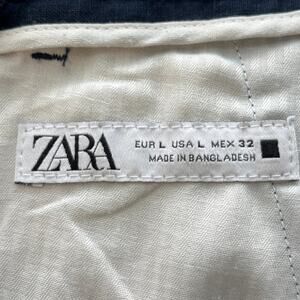 ZARA
EUR L USA L MEX 32
MADE IN BANGLADESH